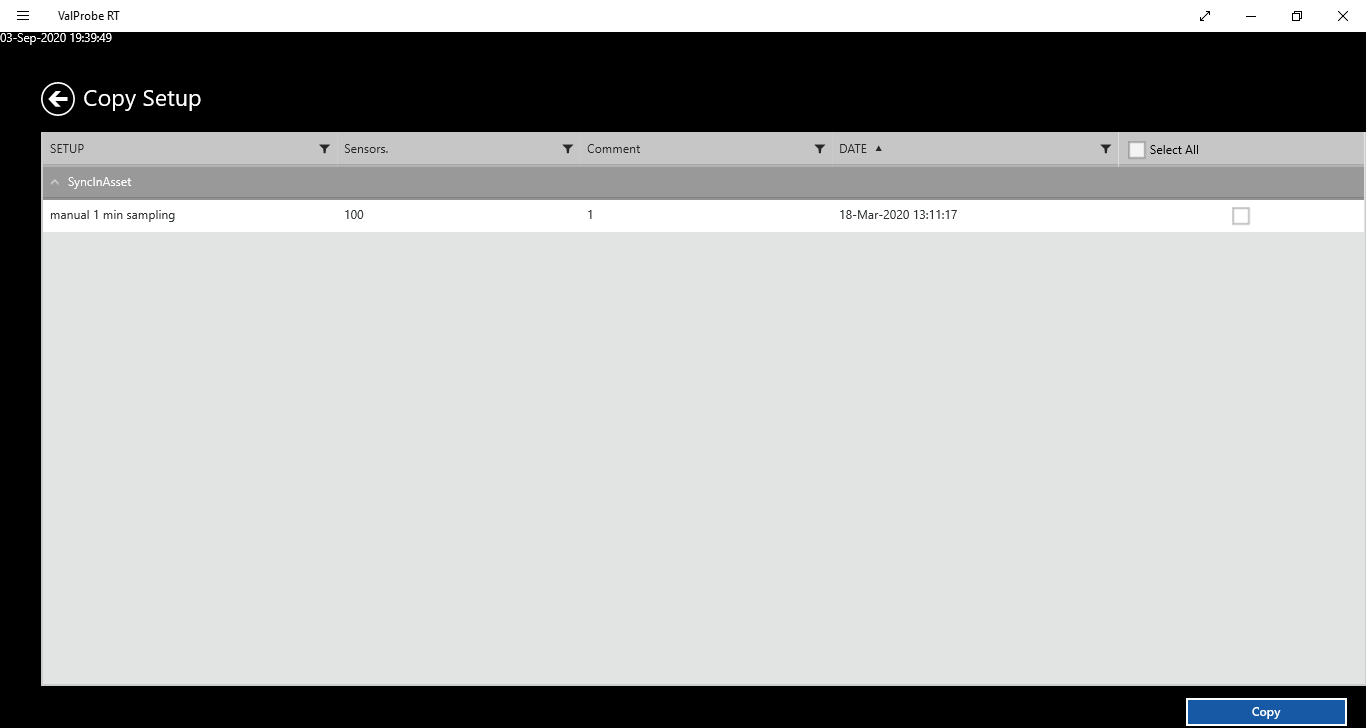 ValProbe RT
03-Sep-2020 19:39:49
Copy Setup
SETUP Sensors. Comment DATE Select All
SyncInAsset
manual 1 min sampling 100 1 18-Mar-2020 13:11:17
Copy